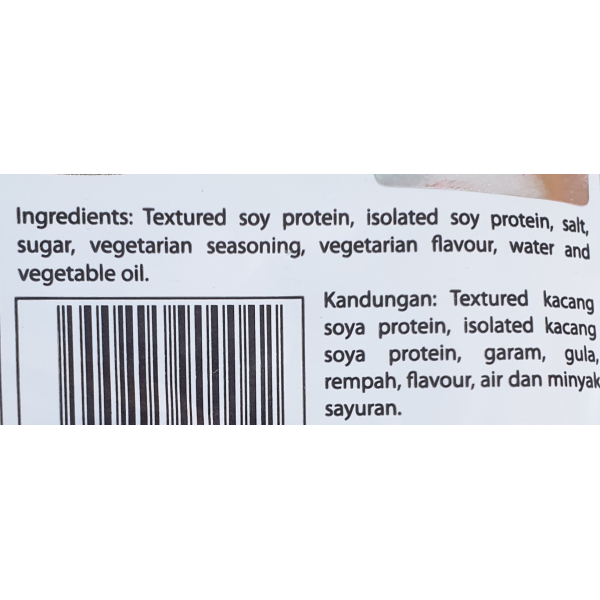 Ingredients: Textured soy protein, isolated soy protein, salt,
sugar, vegetarian seasoning, vegetarian flavour, water and
vegetable oil.
Kandungan: Textured kacang
soya protein, isolated kacang
soya protein, garam, gula,
rempah, flavour, air dan minyak
sayuran.